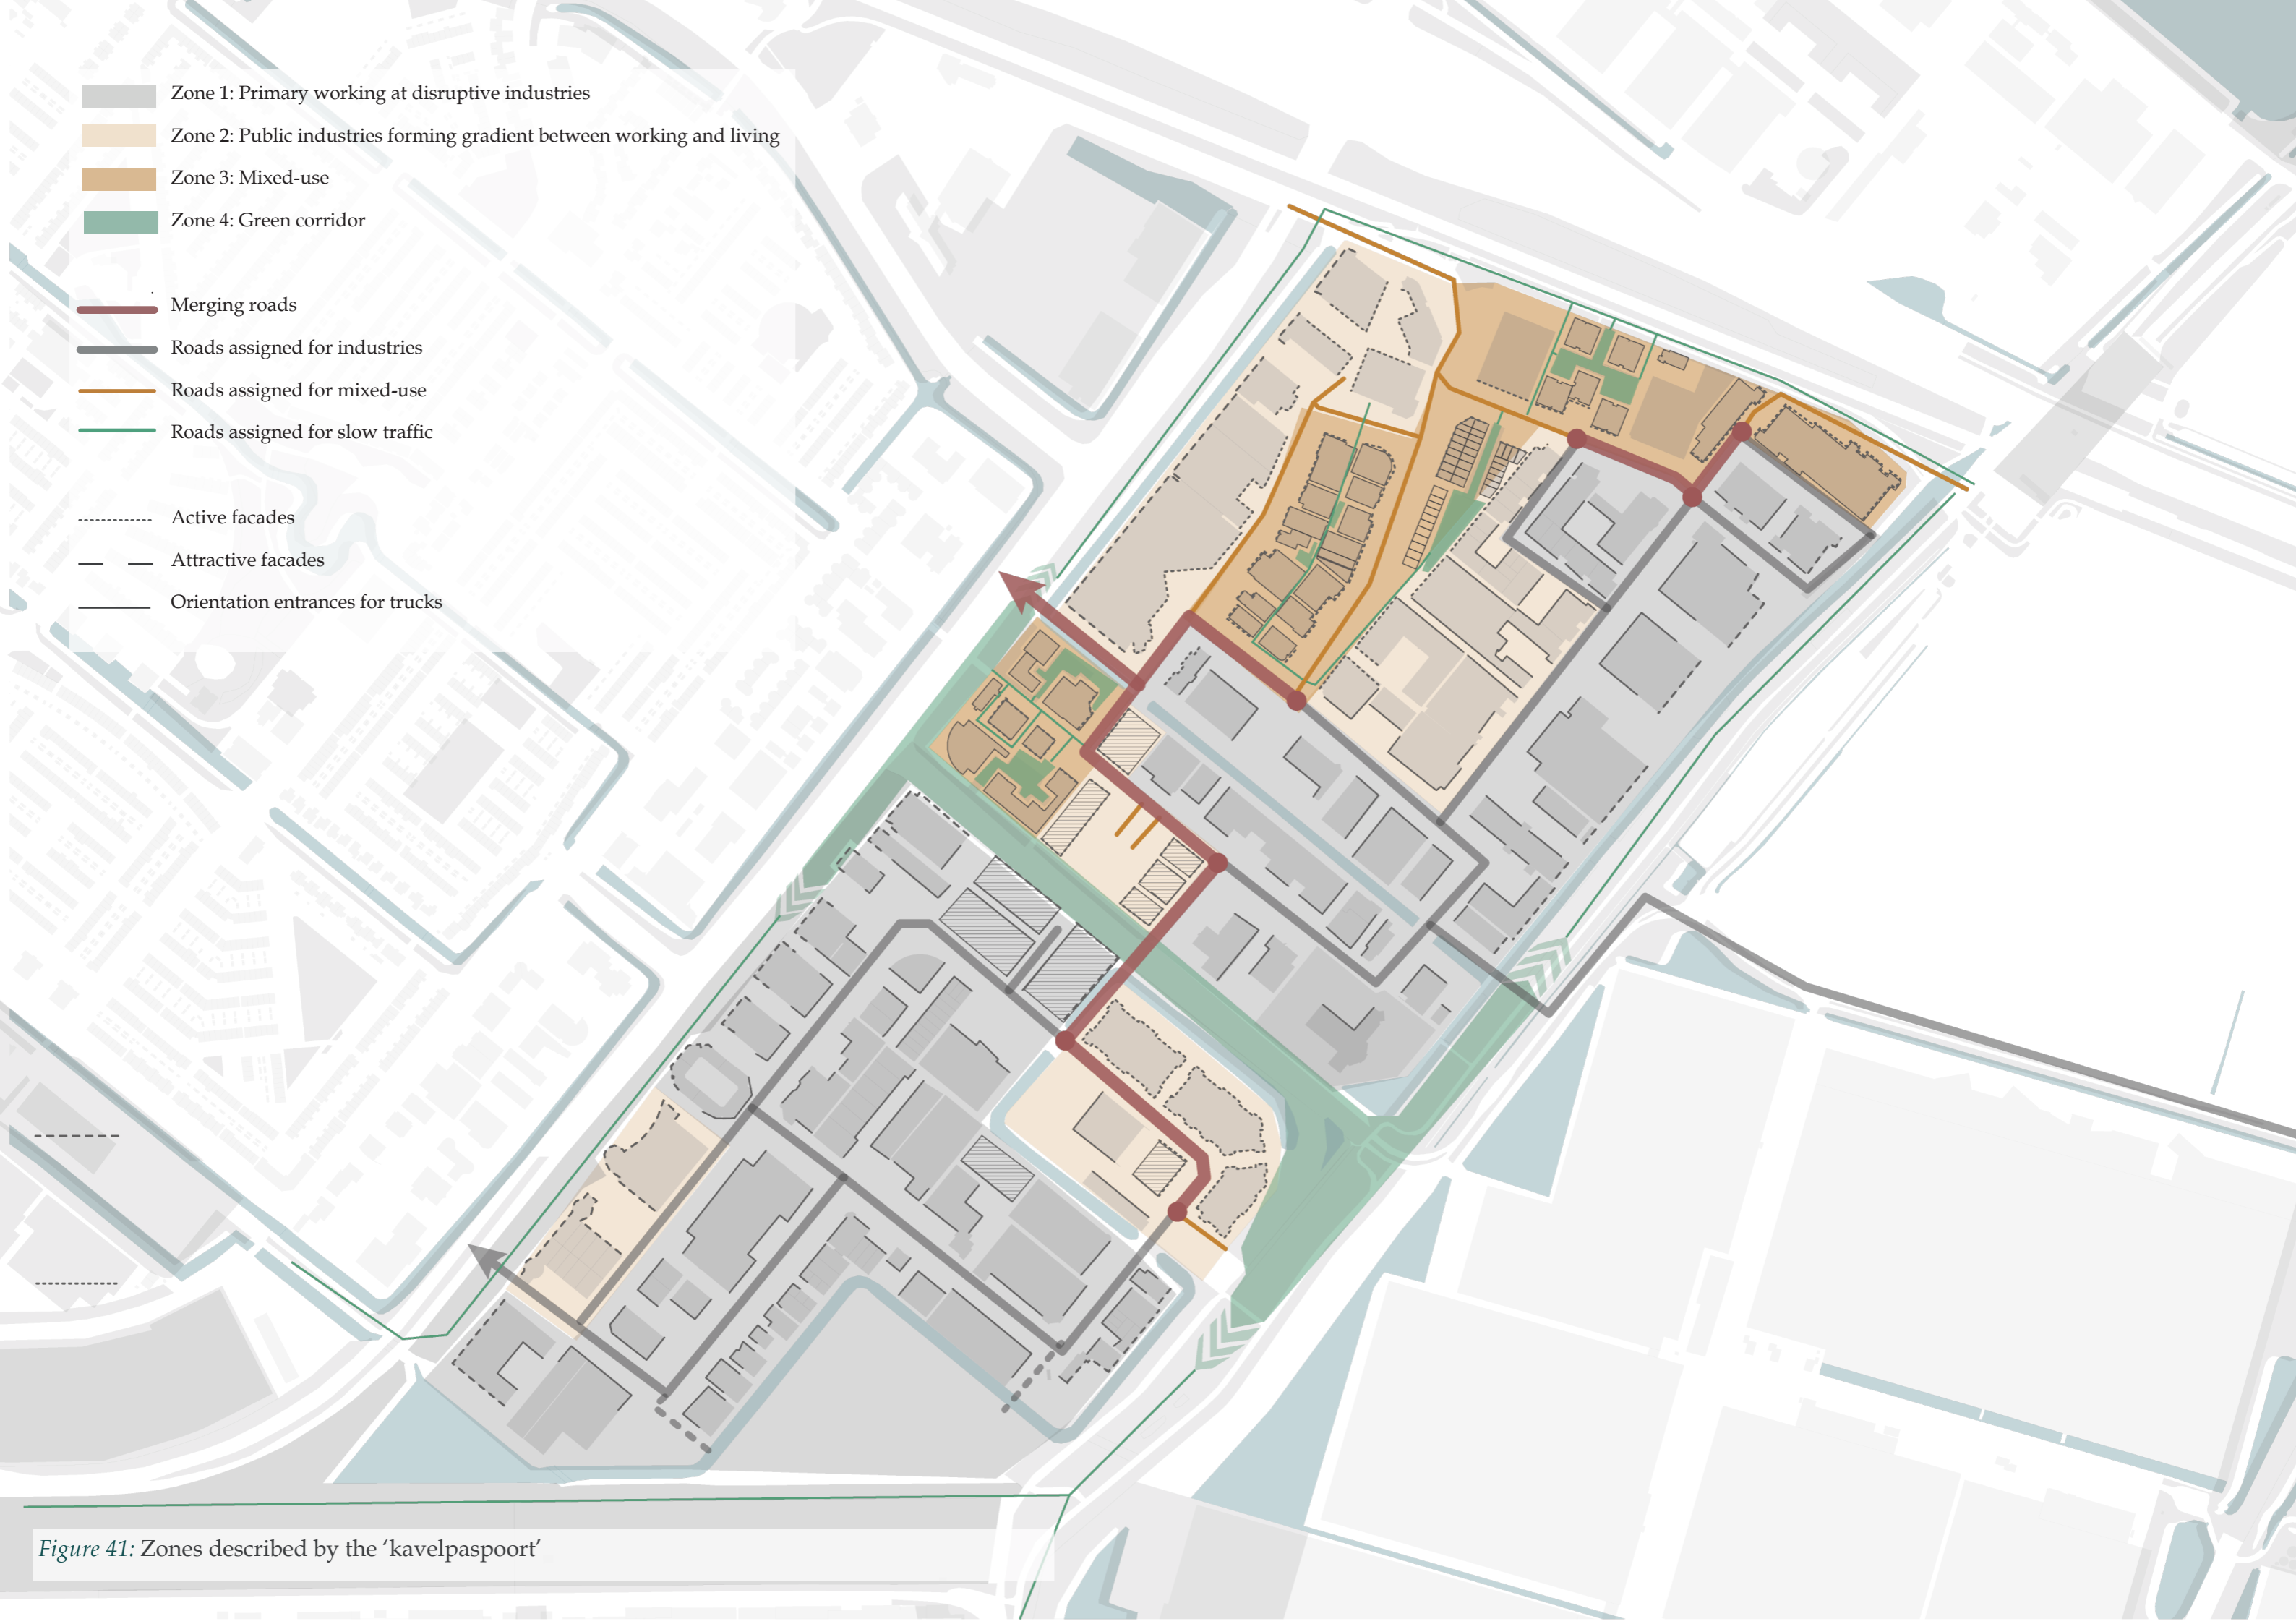 Zone 1: Primary working at disruptive industries
Zone 2: Public industries forming gradient between working and living
Zone 3: Mixed-use
Zone 4: Green corridor
Merging roads
Roads assigned for industries
Roads assigned for mixed-use
Roads assigned for slow traffic
Active facades
Attractive facades
Orientation entrances for trucks
Figure 41: Zones described by the ‘kavelpaspoort’